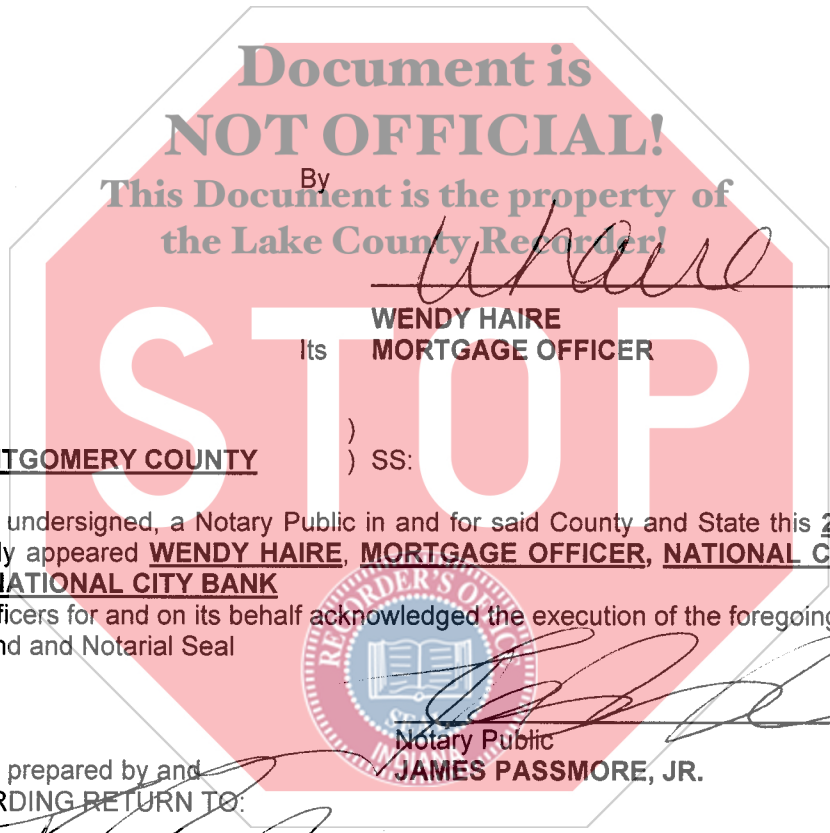 Document is
NOT OFFICIAL!
By
This Document is the property of
the Lake County Recorder!
whaire
WENDY HAIRE
Its MORTGAGE OFFICER
STOP
)
TGOMERY COUNTY ) SS:
undersigned, a Notary Public in and for said County and State this 2
ly appeared WENDY HAIRE, MORTGAGE OFFICER, NATIONAL C
NATIONAL CITY BANK
ficers for and on its behalf acknowledged the execution of the foregoing
nd and Notarial Seal
RECORDER'S OFFICE
INDIANA
Notary Public
prepared by and JAMES PASSMORE, JR.
RDING RETURN TO: